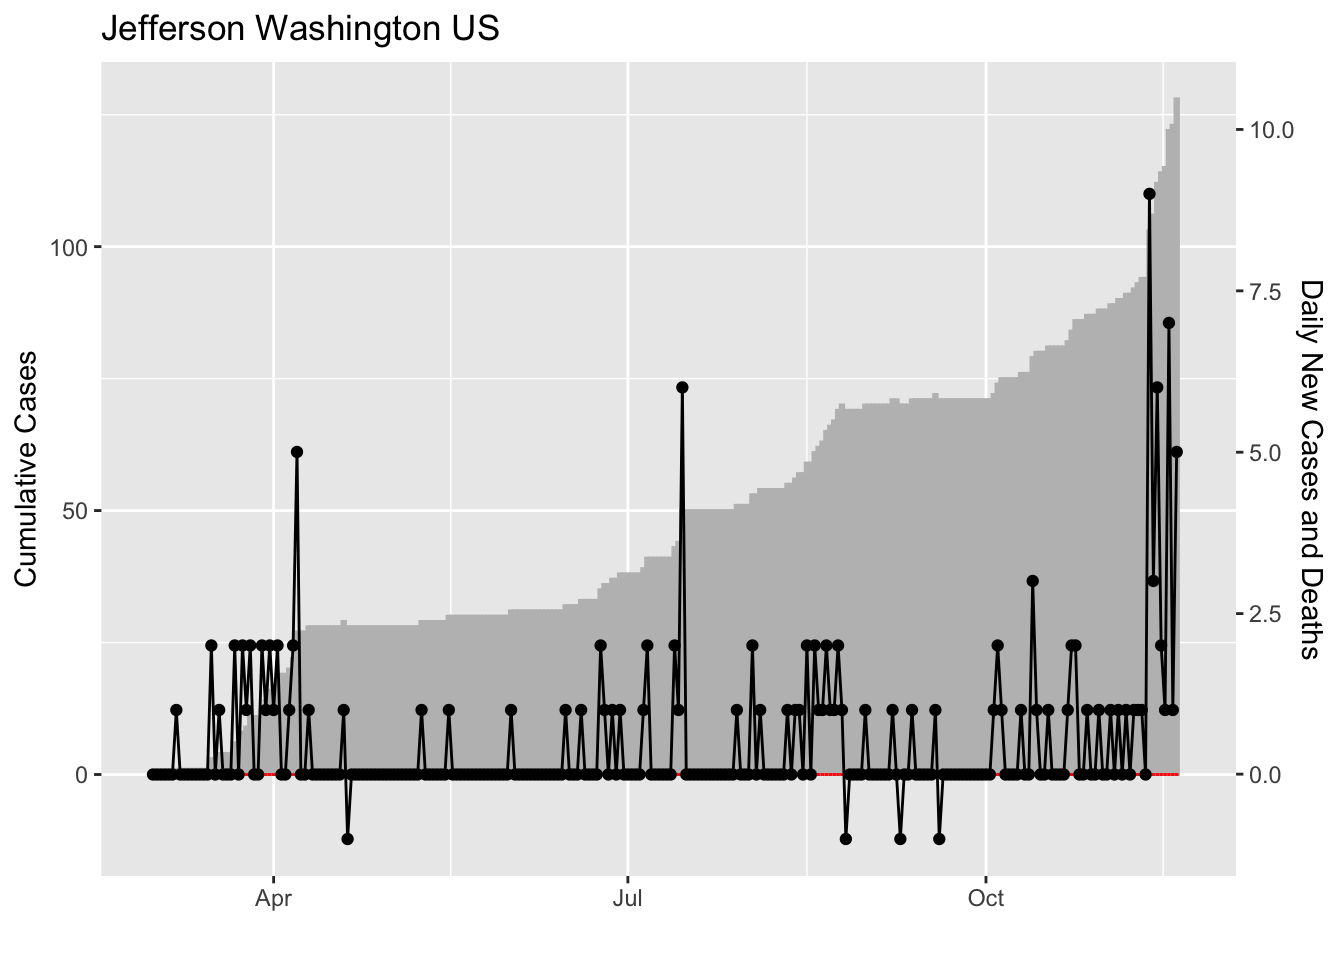 Jefferson Washington US
Cumulative Cases
100
50
0
10.0
7.5
5.0
2.5
0.0
Daily New Cases and Deaths
Apr
Jul
Oct